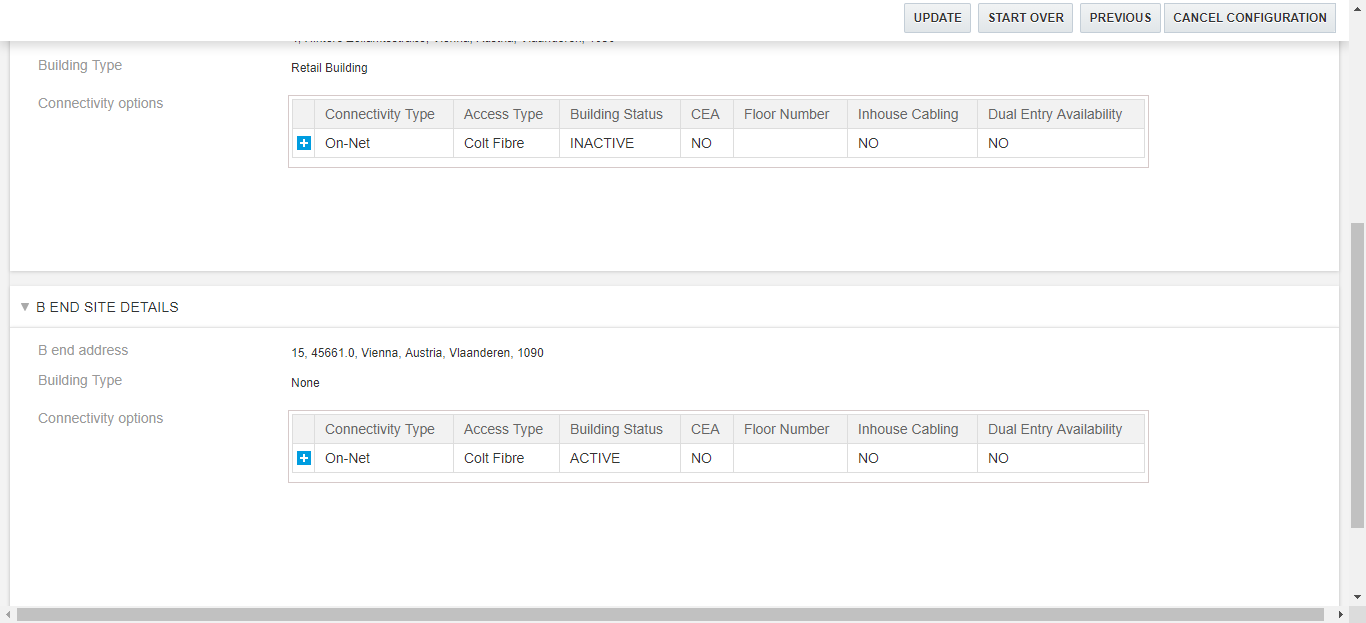 UPDATE START OVER PREVIOUS CANCEL CONFIGURATION
Building Type Retail Building
Connectivity options
Connectivity Type Access Type Building Status CEA Floor Number Inhouse Cabling Dual Entry Availability
On-Net Colt Fibre INACTIVE NO NO NO
B END SITE DETAILS
B end address 15, 45661.0, Vienna, Austria, Vlaanderen, 1090
Building Type None
Connectivity options
Connectivity Type Access Type Building Status CEA Floor Number Inhouse Cabling Dual Entry Availability
On-Net Colt Fibre ACTIVE NO NO NO